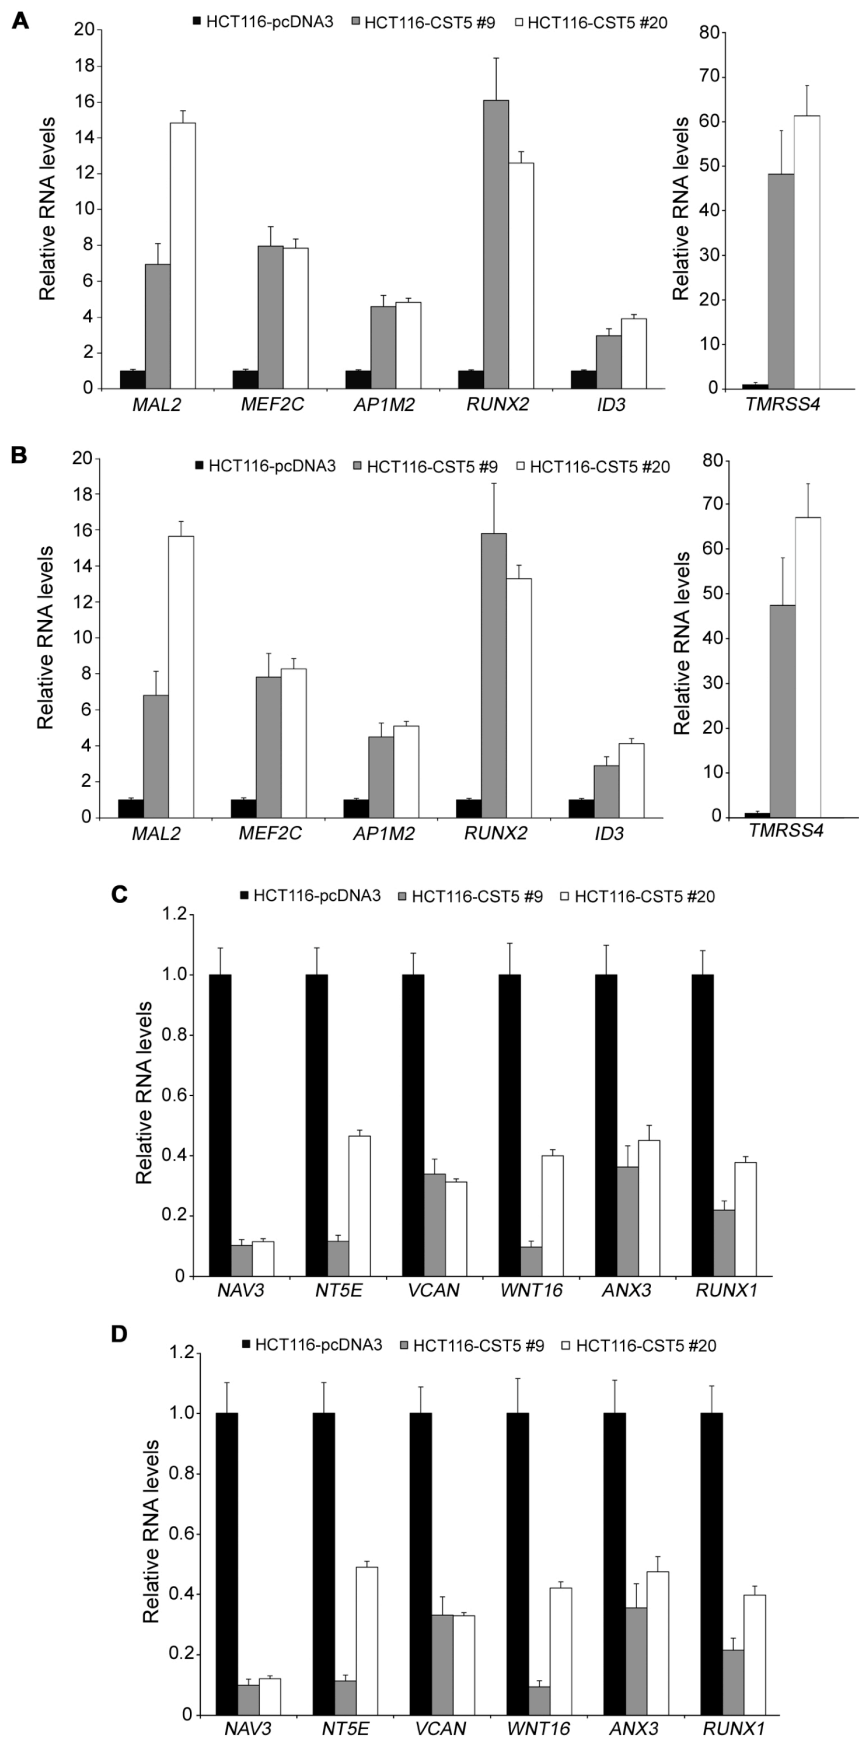 A
HCT116-pcDNA3 HCT116-CST5 #9 HCT116-CST5 #20
Relative RNA levels
20
18
16
14
12
10
8
6
4
2
0
MAL2 MEF2C AP1M2 RUNX2 ID3
Relative RNA levels
80
70
60
50
40
30
20
10
0
TMRSS4
B
HCT116-pcDNA3 HCT116-CST5 #9 HCT116-CST5 #20
Relative RNA levels
20
18
16
14
12
10
8
6
4
2
0
MAL2 MEF2C AP1M2 RUNX2 ID3
Relative RNA levels
80
70
60
50
40
30
20
10
0
TMRSS4
C
HCT116-pcDNA3 HCT116-CST5 #9 HCT116-CST5 #20
Relative RNA levels
1.2
1.0
0.8
0.6
0.4
0.2
0
NAV3 NT5E VCAN WNT16 ANX3 RUNX1
D
HCT116-pcDNA3 HCT116-CST5 #9 HCT116-CST5 #20
Relative RNA levels
1.2
1.0
0.8
0.6
0.4
0.2
0
NAV3 NT5E VCAN WNT16 ANX3 RUNX1